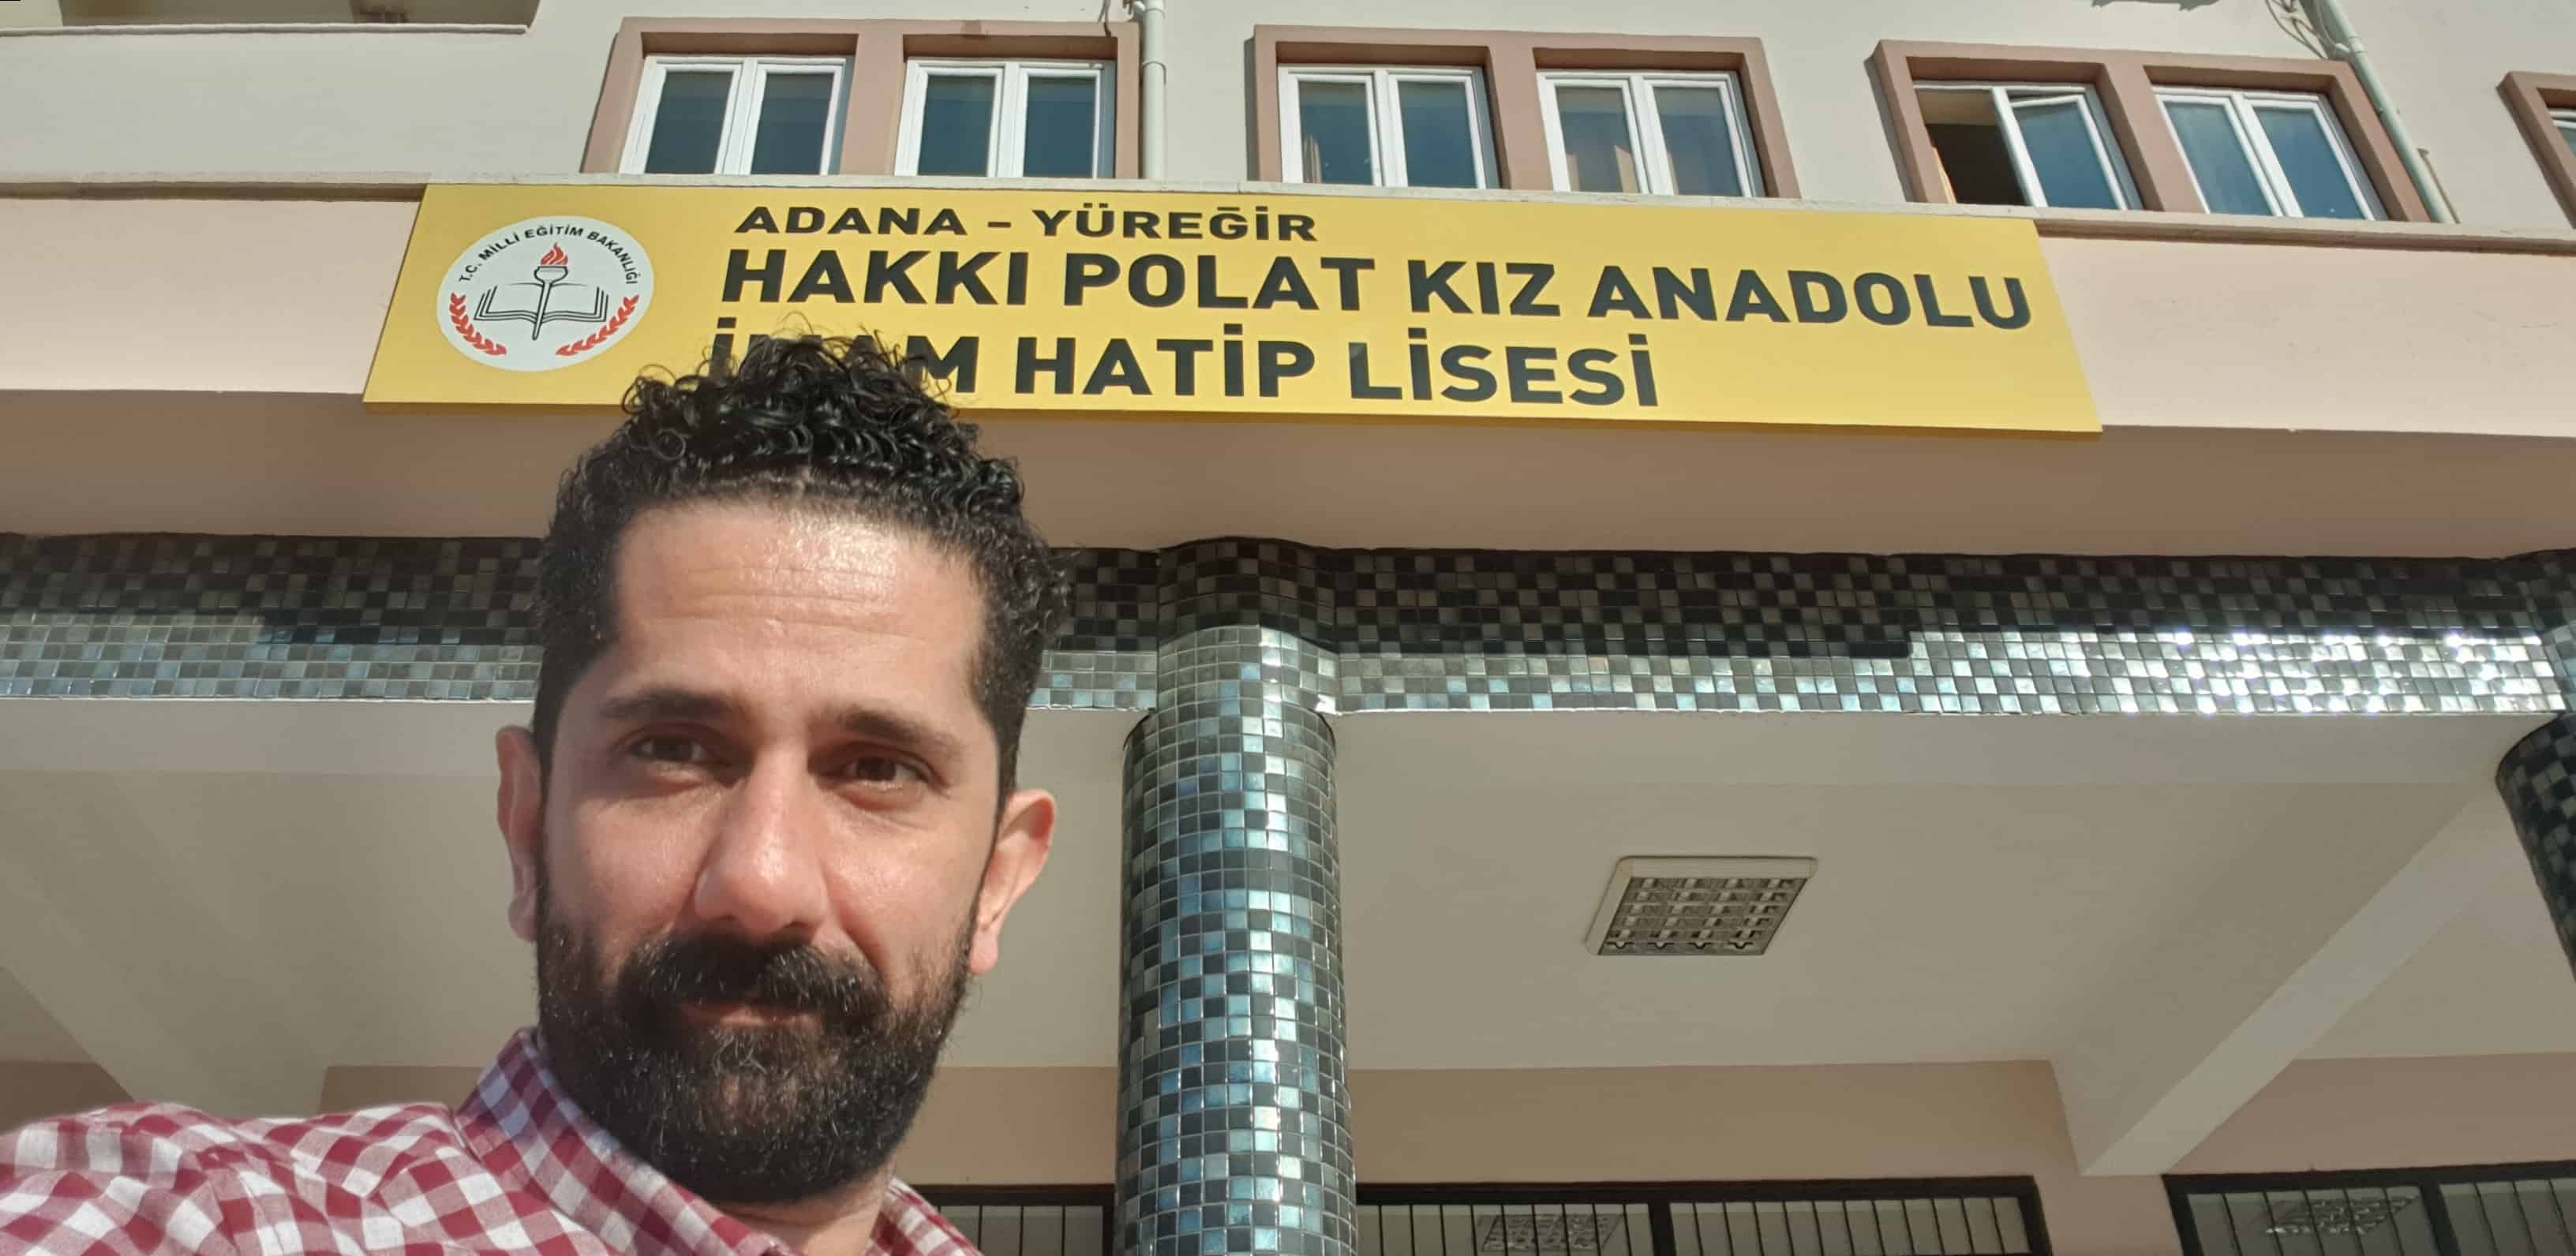 T.C. MİLLİ EĞİTİM BAKANLIĞI
ADANA - YÜREĞİR
HAKKI POLAT KIZ ANADOLU
HATİP LİSESİ